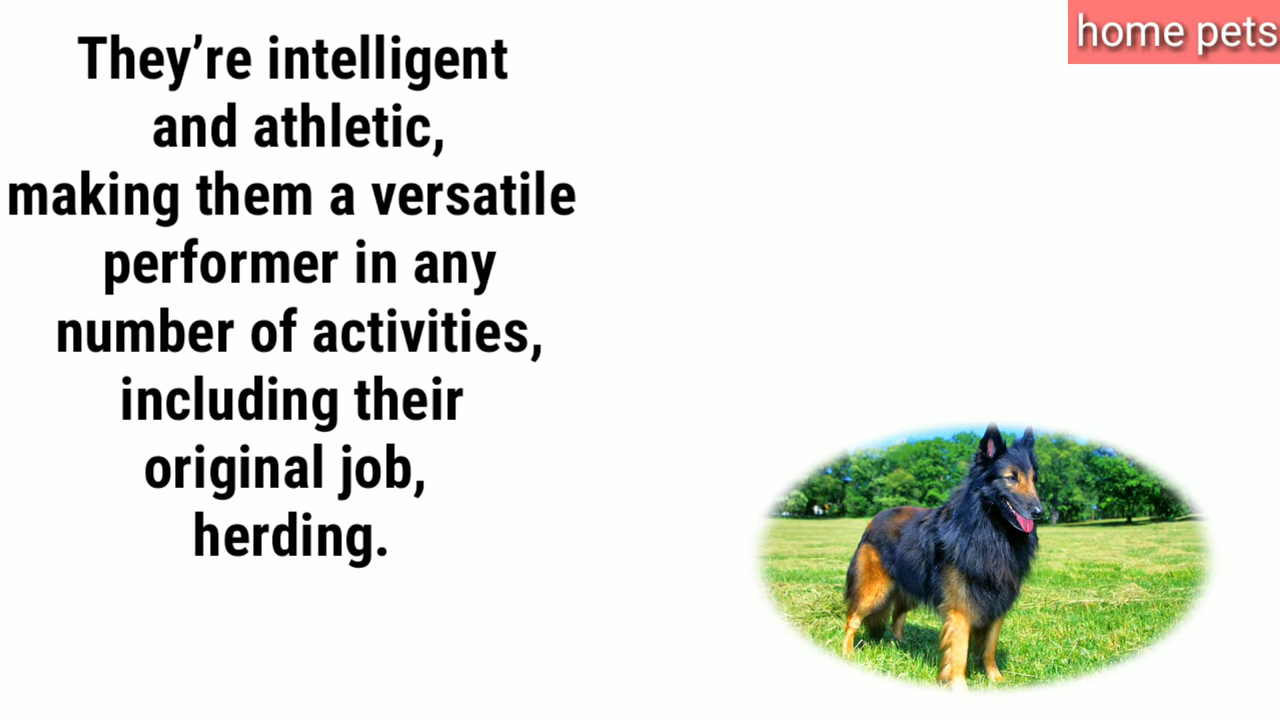 They’re intelligent
and athletic,
making them a versatile
performer in any
number of activities,
including their
original job,
herding.
home pets